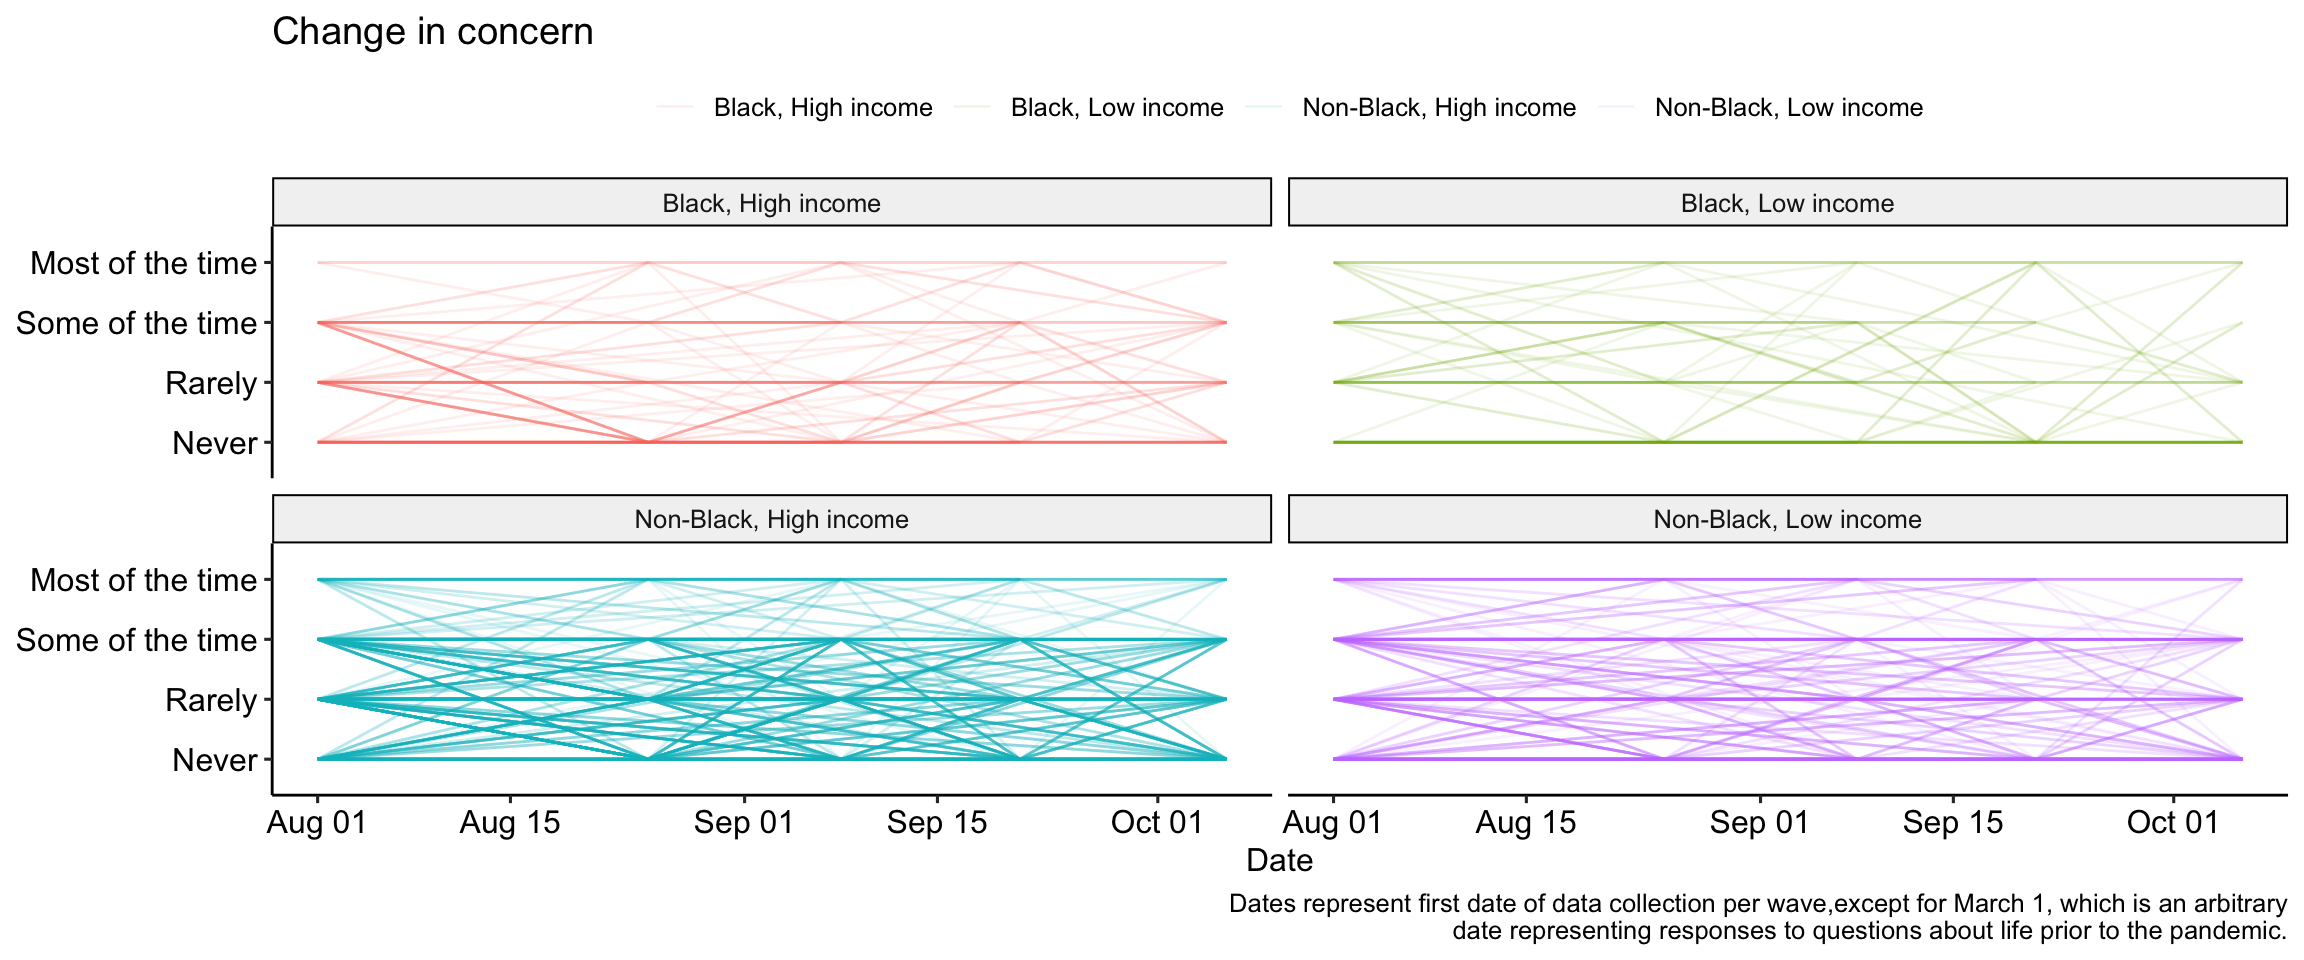 Change in concern
Black, High income Black, Low income Non-Black, High income Non-Black, Low income
Black, High income Black, Low income
Most of the time
Some of the time
Rarely
Never
Non-Black, High income Non-Black, Low income
Most of the time
Some of the time
Rarely
Never
Aug 01 Aug 15 Sep 01 Sep 15 Oct 01 Aug 01 Aug 15 Sep 01 Sep 15 Oct 01
Date
Dates represent first date of data collection per wave,except for March 1, which is an arbitrary
date representing responses to questions about life prior to the pandemic.